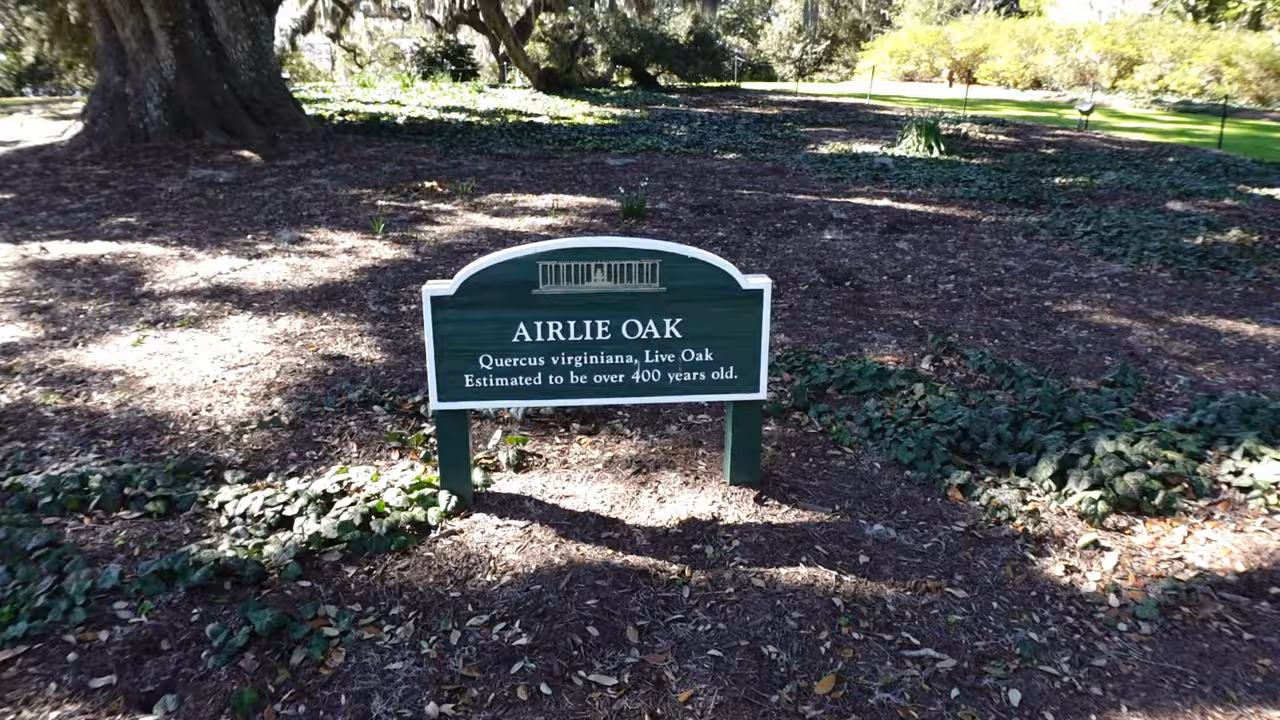 AIRLIE OAK
Quercus virginiana, Live Oak
Estimated to be over 400 years old.